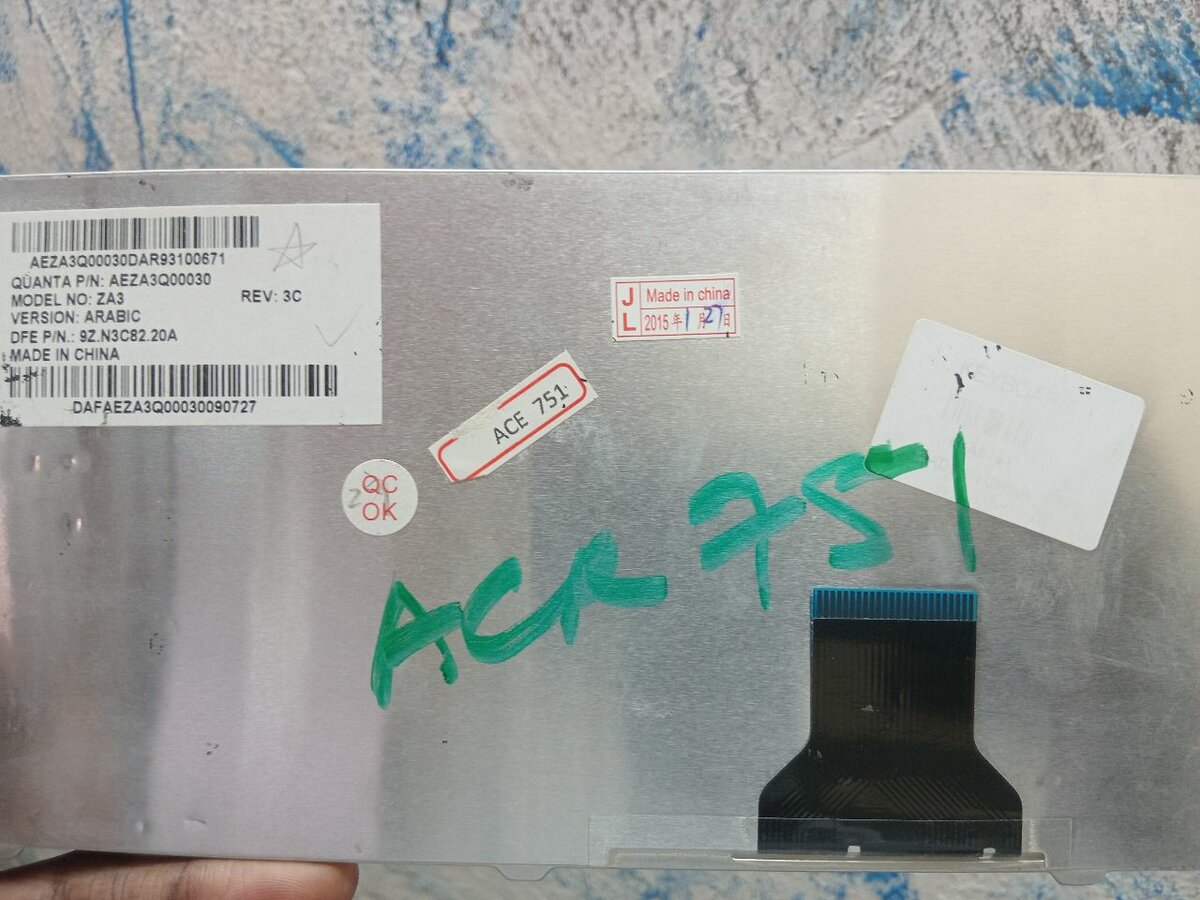 AEZA3Q00030DAR93100671
QUANTA P/N: AEZA3Q00030
MODEL NO: ZA3 REV: 3C
VERSION: ARABIC
DFE P/N.: 9Z.N3C82.20A
MADE IN CHINA
DAFAEZA3Q00030090727
JL Made in china
2015年1月27日
ACE 751
QC
OK
ACR 751